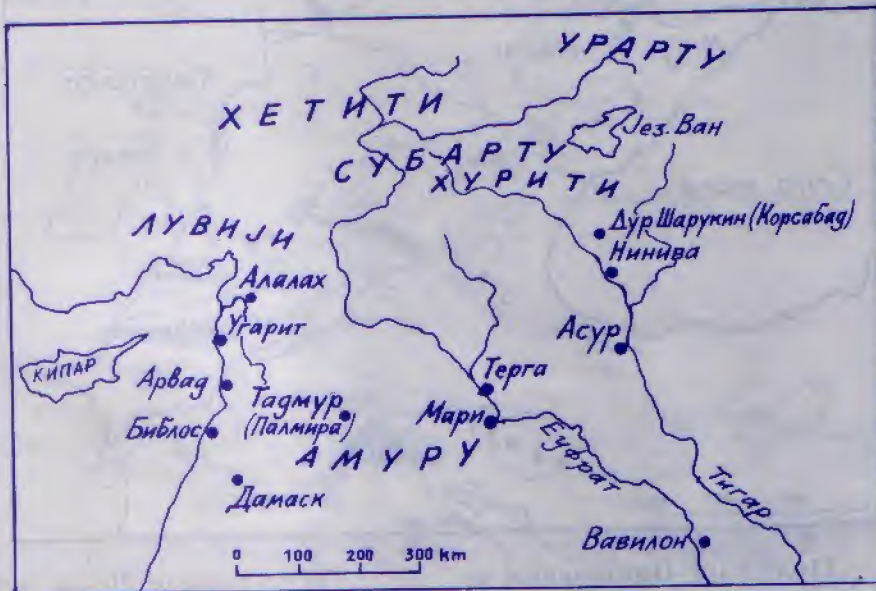 УРАРТУ
ХЕТИТИ
Јез. Ван
СУБАРТУ
ХУРИТИ
ЛУВИЈИ
Дур Шарукин (Корсабад)
Нинива
Алалах
Угарит
Асур
КИПАР
Арвад
Терга
Тадмур
(Палмира)
Библос
Мари
АМУРУ
Еуфрат
Тигар
Дамаск
Вавилон
0 100 200 300 km